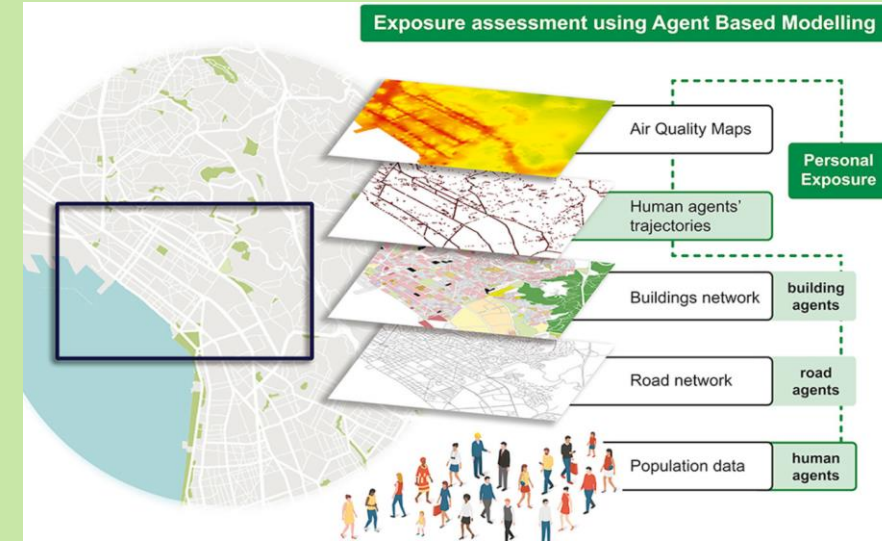 Exposure assessment using Agent Based Modelling
Air Quality Maps
Personal
Exposure
Human agents'
trajectories
Buildings network
building
agents
Road network
road
agents
Population data
human
agents